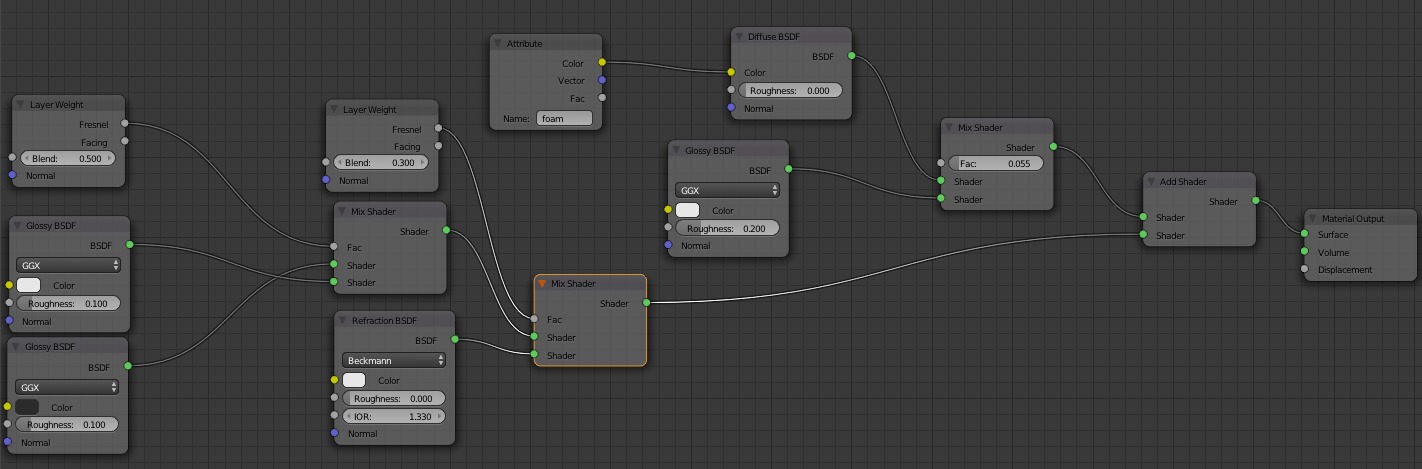 Layer Weight
Fresnel
Facing
Blend: 0.500
Normal
Glossy BSDF
BSDF
GGX
Color
Roughness: 0.100
Normal
Glossy BSDF
BSDF
GGX
Color
Roughness: 0.100
Normal
Layer Weight
Fresnel
Facing
Blend: 0.300
Normal
Mix Shader
Shader
Fac
Shader
Shader
Refraction BSDF
BSDF
Beckmann
Color
Roughness: 0.000
IOR: 1.330
Normal
Attribute
Color
Vector
Fac
Name: foam
Mix Shader
Shader
Fac
Shader
Shader
Diffuse BSDF
BSDF
Color
Roughness: 0.000
Normal
Glossy BSDF
BSDF
GGX
Color
Roughness: 0.200
Normal
Mix Shader
Shader
Fac: 0.055
Shader
Shader
Add Shader
Shader
Shader
Shader
Material Output
Surface
Volume
Displacement